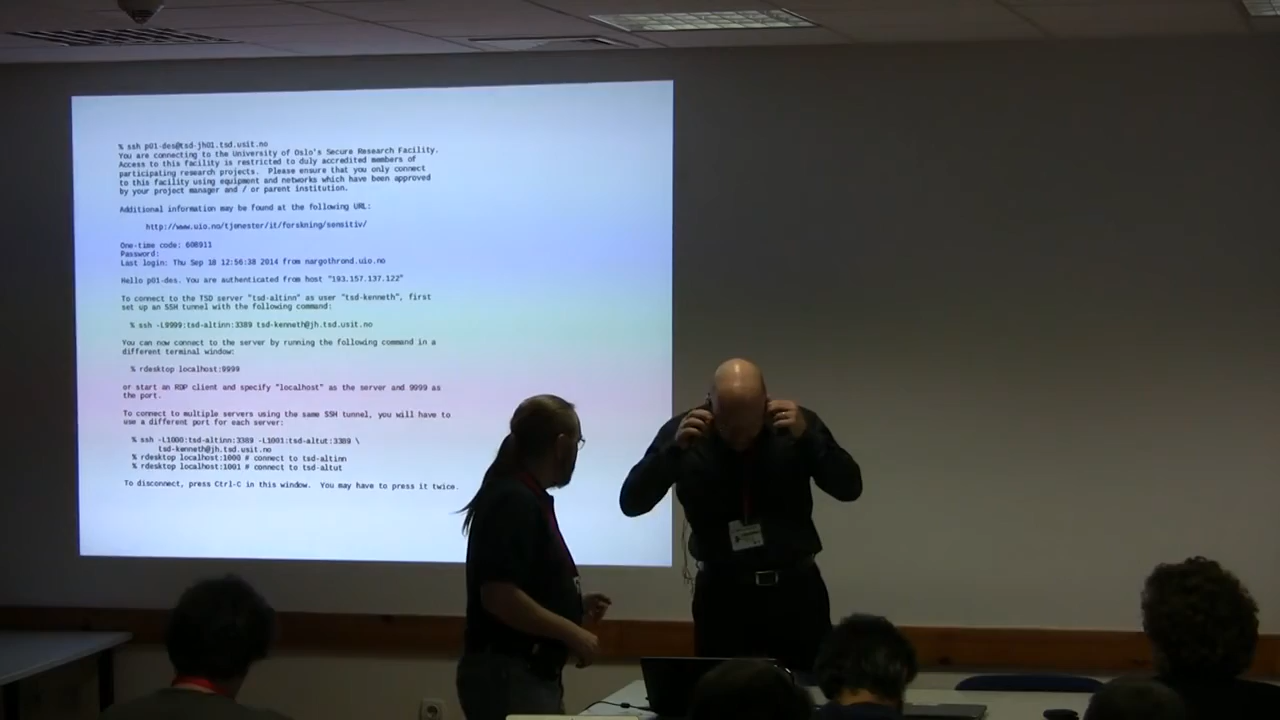 % ssh p01-des@tsd-jh01.tsd.usit.no
You are connecting to the University of Oslo's Secure Research Facility.
Access to this facility is restricted to duly accredited members of
participating research projects.  Please ensure that you only connect
to this facility using equipment and networks which have been approved
by your project manager and / or parent institution.
Additional information may be found at the following URL:
http://www.uio.no/tjenester/it/forskning/sensitiv/
One-time code: 608911
Password:
Last login: Thu Sep 18 12:56:38 2014 from nargothrond.uio.no
Hello p01-des. You are authenticated from host "193.157.137.122"
To connect to the TSD server "tsd-altinn" as user "tsd-kenneth", first
set up an SSH tunnel with the following command:
% ssh -L9999:tsd-altinn:3389 tsd-kenneth@jh.tsd.usit.no
You can now connect to the server by running the following command in a
different terminal window:
% rdesktop localhost:9999
or start an RDP client and specify "localhost" as the server and 9999 as
the port.
To connect to multiple servers using the same SSH tunnel, you will have to
use a different port for each server:
% ssh -L1000:tsd-altinn:3389 -L1001:tsd-altut:3389 \
tsd-kenneth@jh.tsd.usit.no
% rdesktop localhost:1000 # connect to tsd-altinn
% rdesktop localhost:1001 # connect to tsd-altut
To disconnect, press Ctrl-C in this window.  You may have to press it twice.